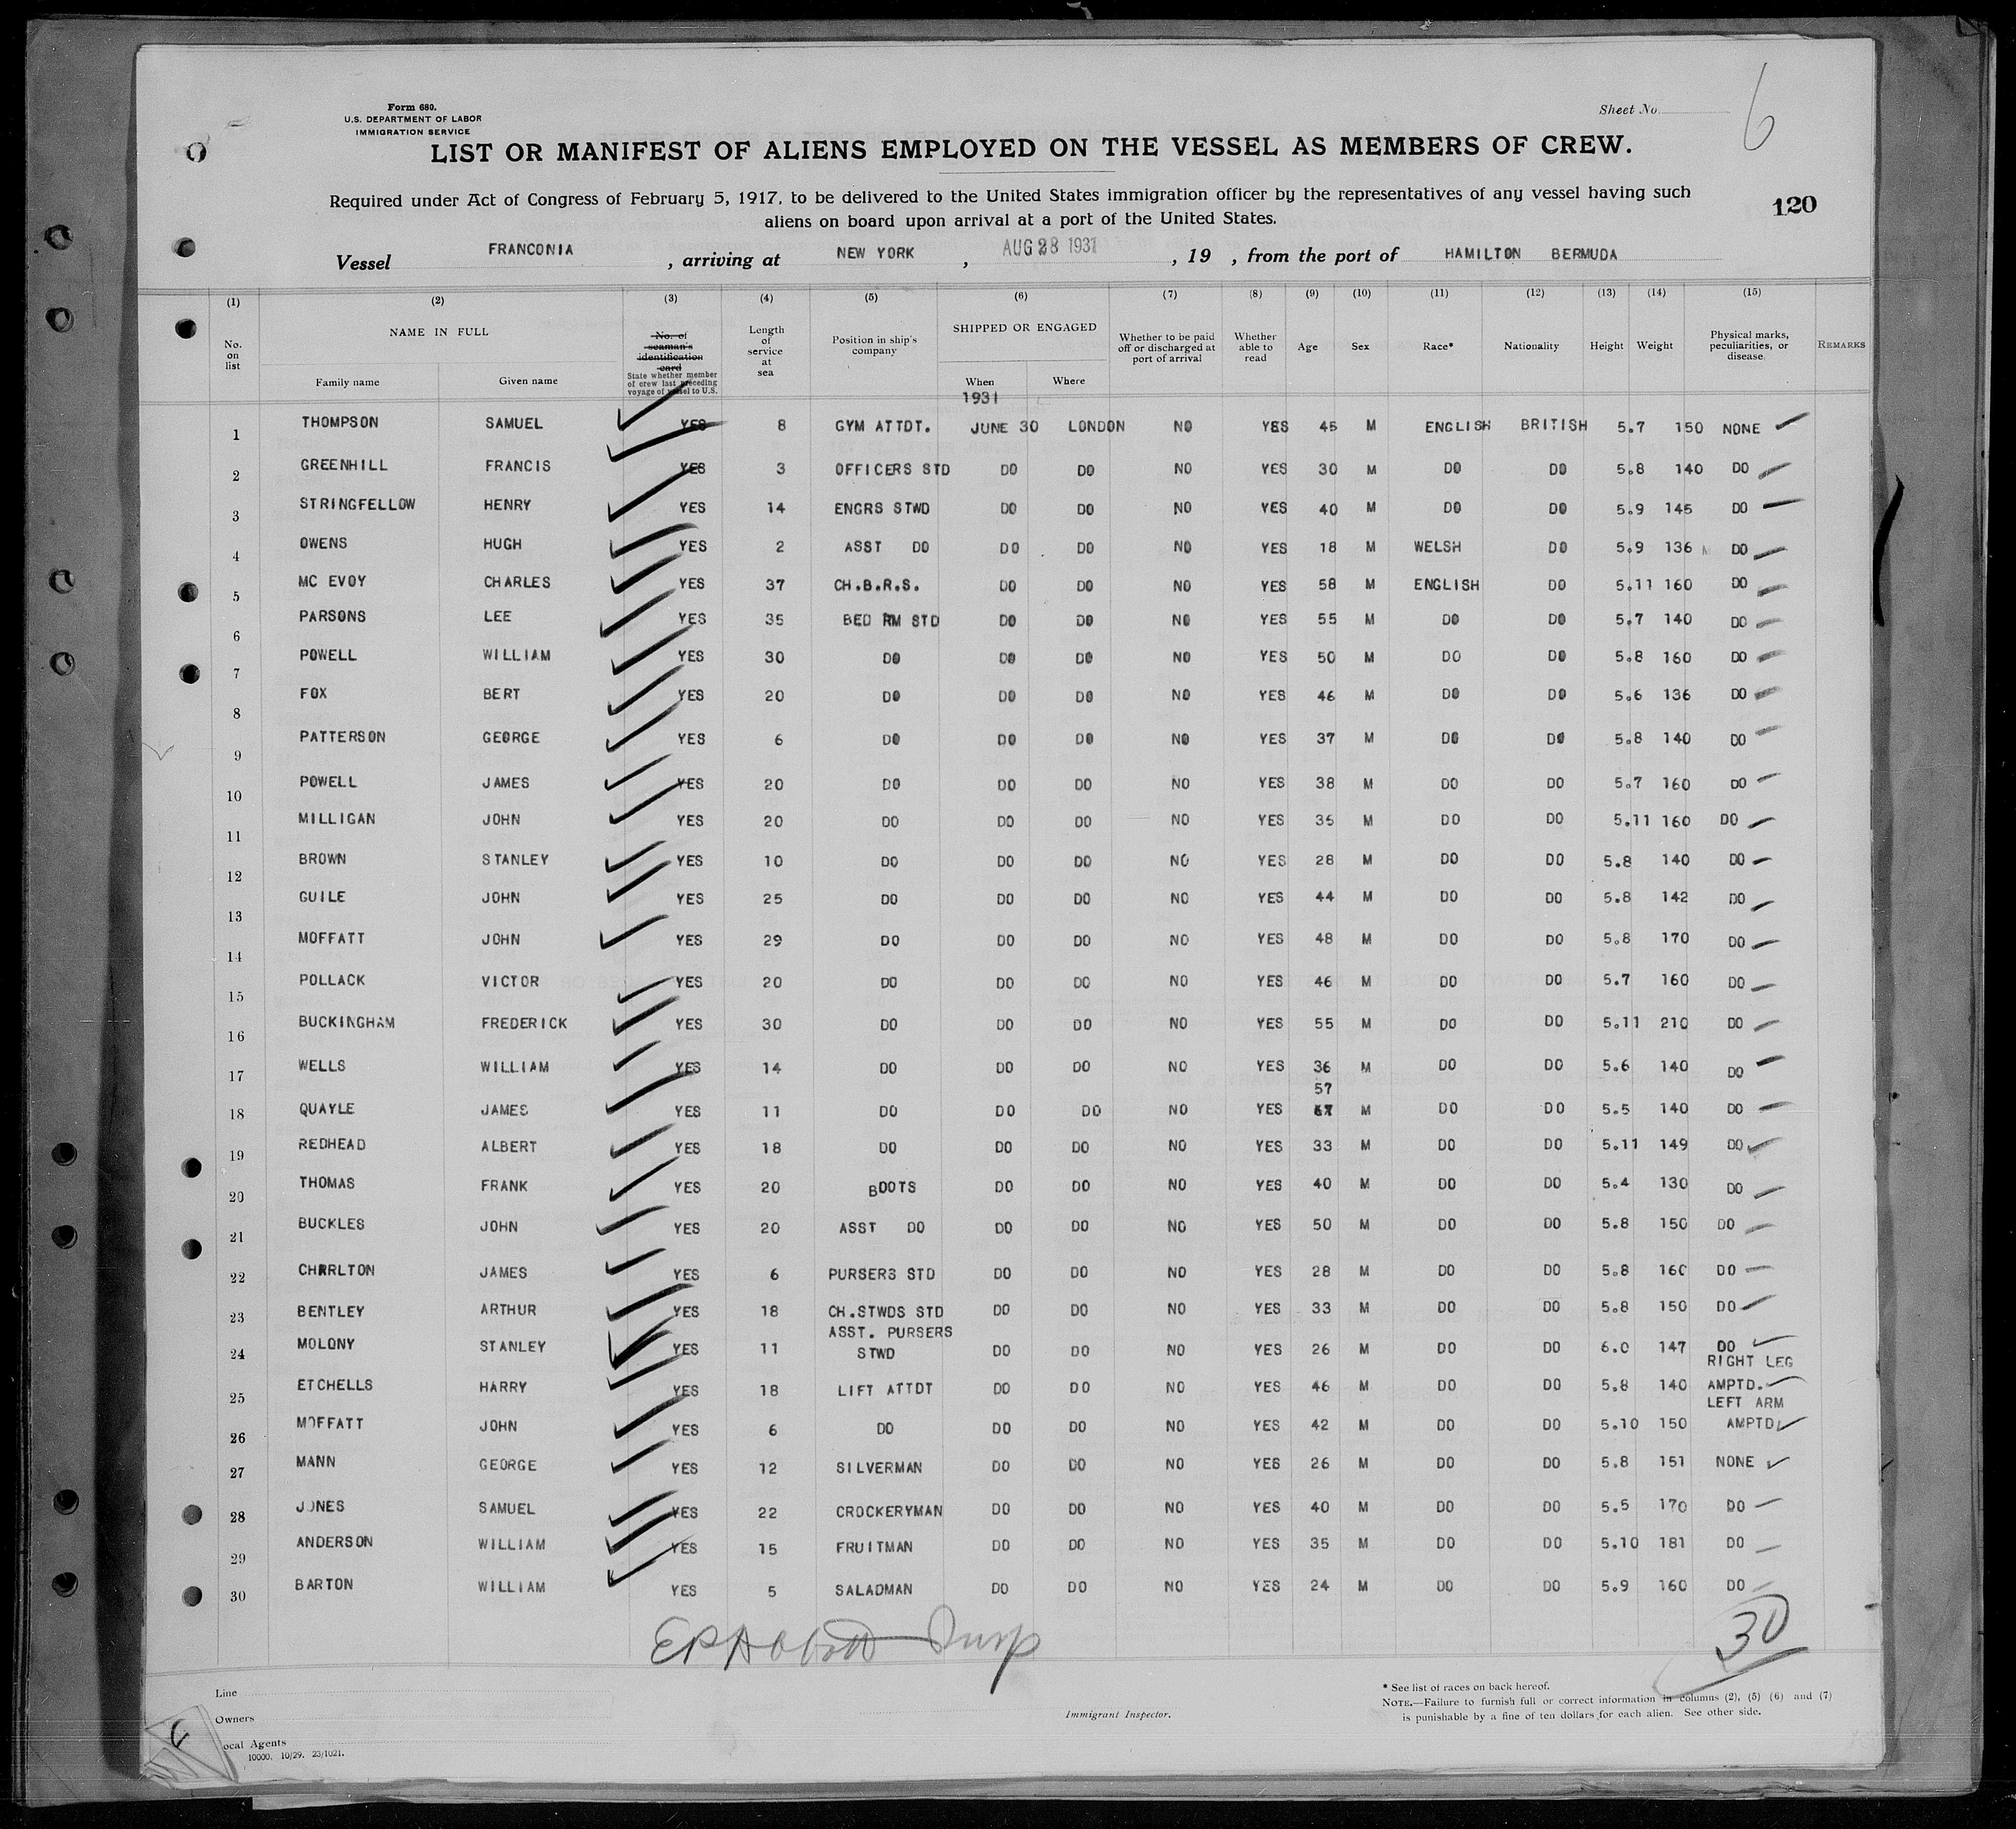 Form 680.
U.S. DEPARTMENT OF LABOR
IMMIGRATION SERVICE
Sheet No. 6
LIST OR MANIFEST OF ALIENS EMPLOYED ON THE VESSEL AS MEMBERS OF CREW.
Required under Act of Congress of February 5, 1917, to be delivered to the United States immigration officer by the representatives of any vessel having such
aliens on board upon arrival at a port of the United States.
120
Vessel FRANCONIA, arriving at NEW YORK, AUG 28 1931, 19 , from the port of HAMILTON BERMUDA
(1) (2) (3) (4) (5) (6) (7) (8) (9) (10) (11) (12) (13) (14) (15)
No. on list NAME IN FULL Family name Given name No. of seaman's identification card State whether member of crew last preceding voyage of vessel to U.S. Length of service at sea Position in ship's company SHIPPED OR ENGAGED When Where Whether to be paid off or discharged at port of arrival Whether able to read Age Sex Race* Nationality Height Weight Physical marks, peculiarities, or disease REMARKS
1931
1 THOMPSON SAMUEL YES 8 GYM ATTDT. JUNE 30 LONDON NO YES 45 M ENGLISH BRITISH 5.7 150 NONE
2 GREENHILL FRANCIS YES 3 OFFICERS STD DO DO NO YES 30 M DO DO 5.8 140 DO
3 STRINGFELLOW HENRY YES 14 ENGRS STWD DO DO NO YES 40 M DO DO 5.9 145 DO
4 OWENS HUGH YES 2 ASST DO DO DO NO YES 18 M WELSH DO 5.9 136 DO
5 MC EVOY CHARLES YES 37 CH.B.R.S. DO DO NO YES 58 M ENGLISH DO 5.11 160 DO
6 PARSONS LEE YES 35 BED RM STD DO DO NO YES 55 M DO DO 5.7 140 DO
7 POWELL WILLIAM YES 30 DO DO DO NO YES 50 M DO DO 5.8 160 DO
8 FOX BERT YES 20 DO DO DO NO YES 46 M DO DO 5.6 136 DO
9 PATTERSON GEORGE YES 6 DO DO DO NO YES 37 M DO DO 5.8 140 DO
10 POWELL JAMES YES 20 DO DO DO NO YES 38 M DO DO 5.7 160 DO
11 MILLIGAN JOHN YES 20 DO DO DO NO YES 35 M DO DO 5.11 160 DO
12 BROWN STANLEY YES 10 DO DO DO NO YES 28 M DO DO 5.8 140 DO
13 GUILE JOHN YES 25 DO DO DO NO YES 44 M DO DO 5.8 142 DO
14 MOFFATT JOHN YES 29 DO DO DO NO YES 48 M DO DO 5.8 170 DO
15 POLLACK VICTOR YES 20 DO DO DO NO YES 46 M DO DO 5.7 160 DO
16 BUCKINGHAM FREDERICK YES 30 DO DO DO NO YES 55 M DO DO 5.11 210 DO
17 WELLS WILLIAM YES 14 DO DO DO NO YES 36 M DO DO 5.6 140 DO
57
18 QUAYLE JAMES YES 11 DO DO DO NO YES M DO DO 5.5 140 DO
19 REDHEAD ALBERT YES 18 DO DO DO NO YES 33 M DO DO 5.11 149 DO
20 THOMAS FRANK YES 20 BOOTS DO DO NO YES 40 M DO DO 5.4 130 DO
21 BUCKLES JOHN YES 20 ASST DO DO DO NO YES 50 M DO DO 5.8 150 DO
22 CHARLTON JAMES YES 6 PURSERS STD DO DO NO YES 28 M DO DO 5.8 160 DO
23 BENTLEY ARTHUR YES 18 CH.STWDS STD DO DO NO YES 33 M DO DO 5.8 150 DO
24 MOLONY STANLEY YES 11 ASST. PURSERS STWD DO DO NO YES 26 M DO DO 6.0 147 DO
25 ETCHELLS HARRY YES 18 LIFT ATTDT DO DO NO YES 46 M DO DO 5.8 140 RIGHT LEG AMPTD.
26 MOFFATT JOHN YES 6 DO DO DO NO YES 42 M DO DO 5.10 150 LEFT ARM AMPTD
27 MANN GEORGE YES 12 SILVERMAN DO DO NO YES 26 M DO DO 5.8 151 NONE
28 JONES SAMUEL YES 22 CROCKERYMAN DO DO NO YES 40 M DO DO 5.5 170 DO
29 ANDERSON WILLIAM YES 15 FRUITMAN DO DO NO YES 35 M DO DO 5.10 181 DO
30 BARTON WILLIAM YES 5 SALADMAN DO DO NO YES 24 M DO DO 5.9 160 DO
30
Line
Owners
ocal Agents
10000. 10/29. 23/1021.
Immigrant Inspector.
* See list of races on back hereof.
NOTE.—Failure to furnish full or correct information in columns (2), (5) (6) and (7)
is punishable by a fine of ten dollars for each alien. See other side.